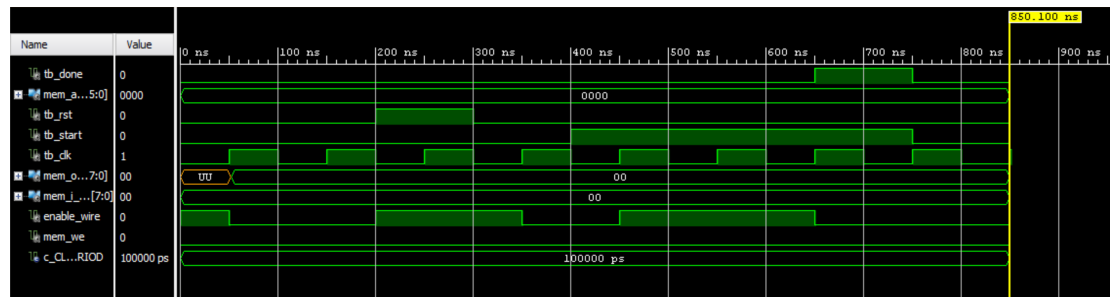 850.100 ns
Name Value
0 ns 100 ns 200 ns 300 ns 400 ns 500 ns 600 ns 700 ns 800 ns 900 ns
tb_done 0
mem_a...5:0] 0000 0000
tb_rst 0
tb_start 0
tb_clk 1
mem_o...7:0] 00 UU 00
mem_i_...[7:0] 00 00
enable_wire 0
mem_we 0
c_CL...RIOD 100000 ps 100000 ps